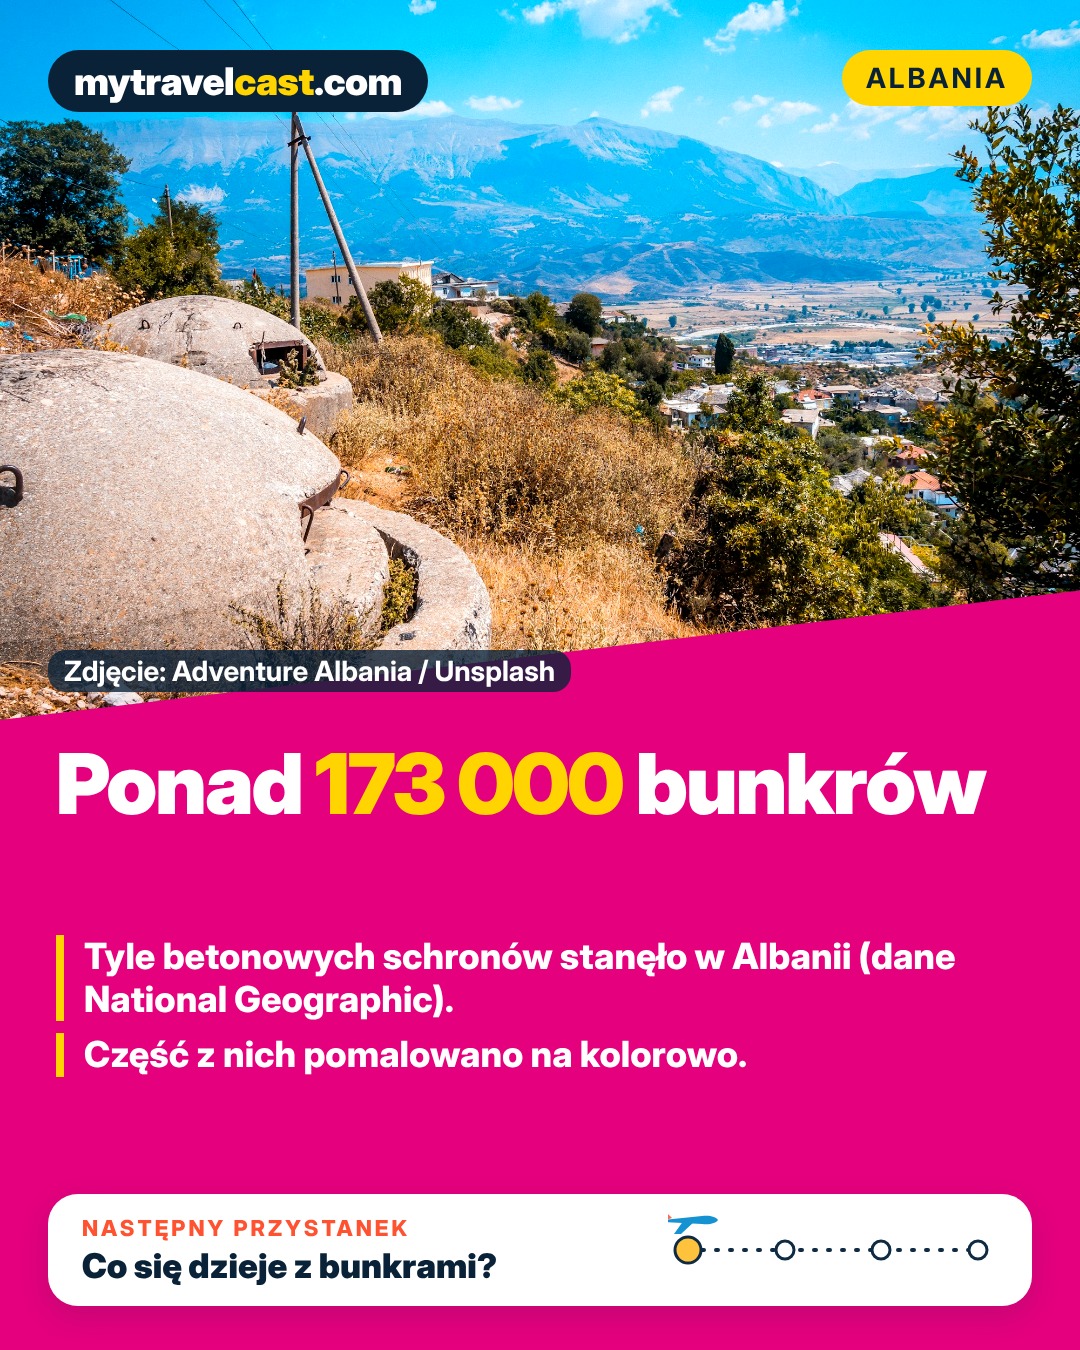 mytravelcast.com
ALBANIA
Zdjęcie: Adventure Albania / Unsplash
Ponad 173 000 bunkrów
Tyle betonowych schronów stanęło w Albanii (dane
National Geographic).
Część z nich pomalowano na kolorowo.
NASTĘPNY PRZYSTANEK
Co się dzieje z bunkrami?